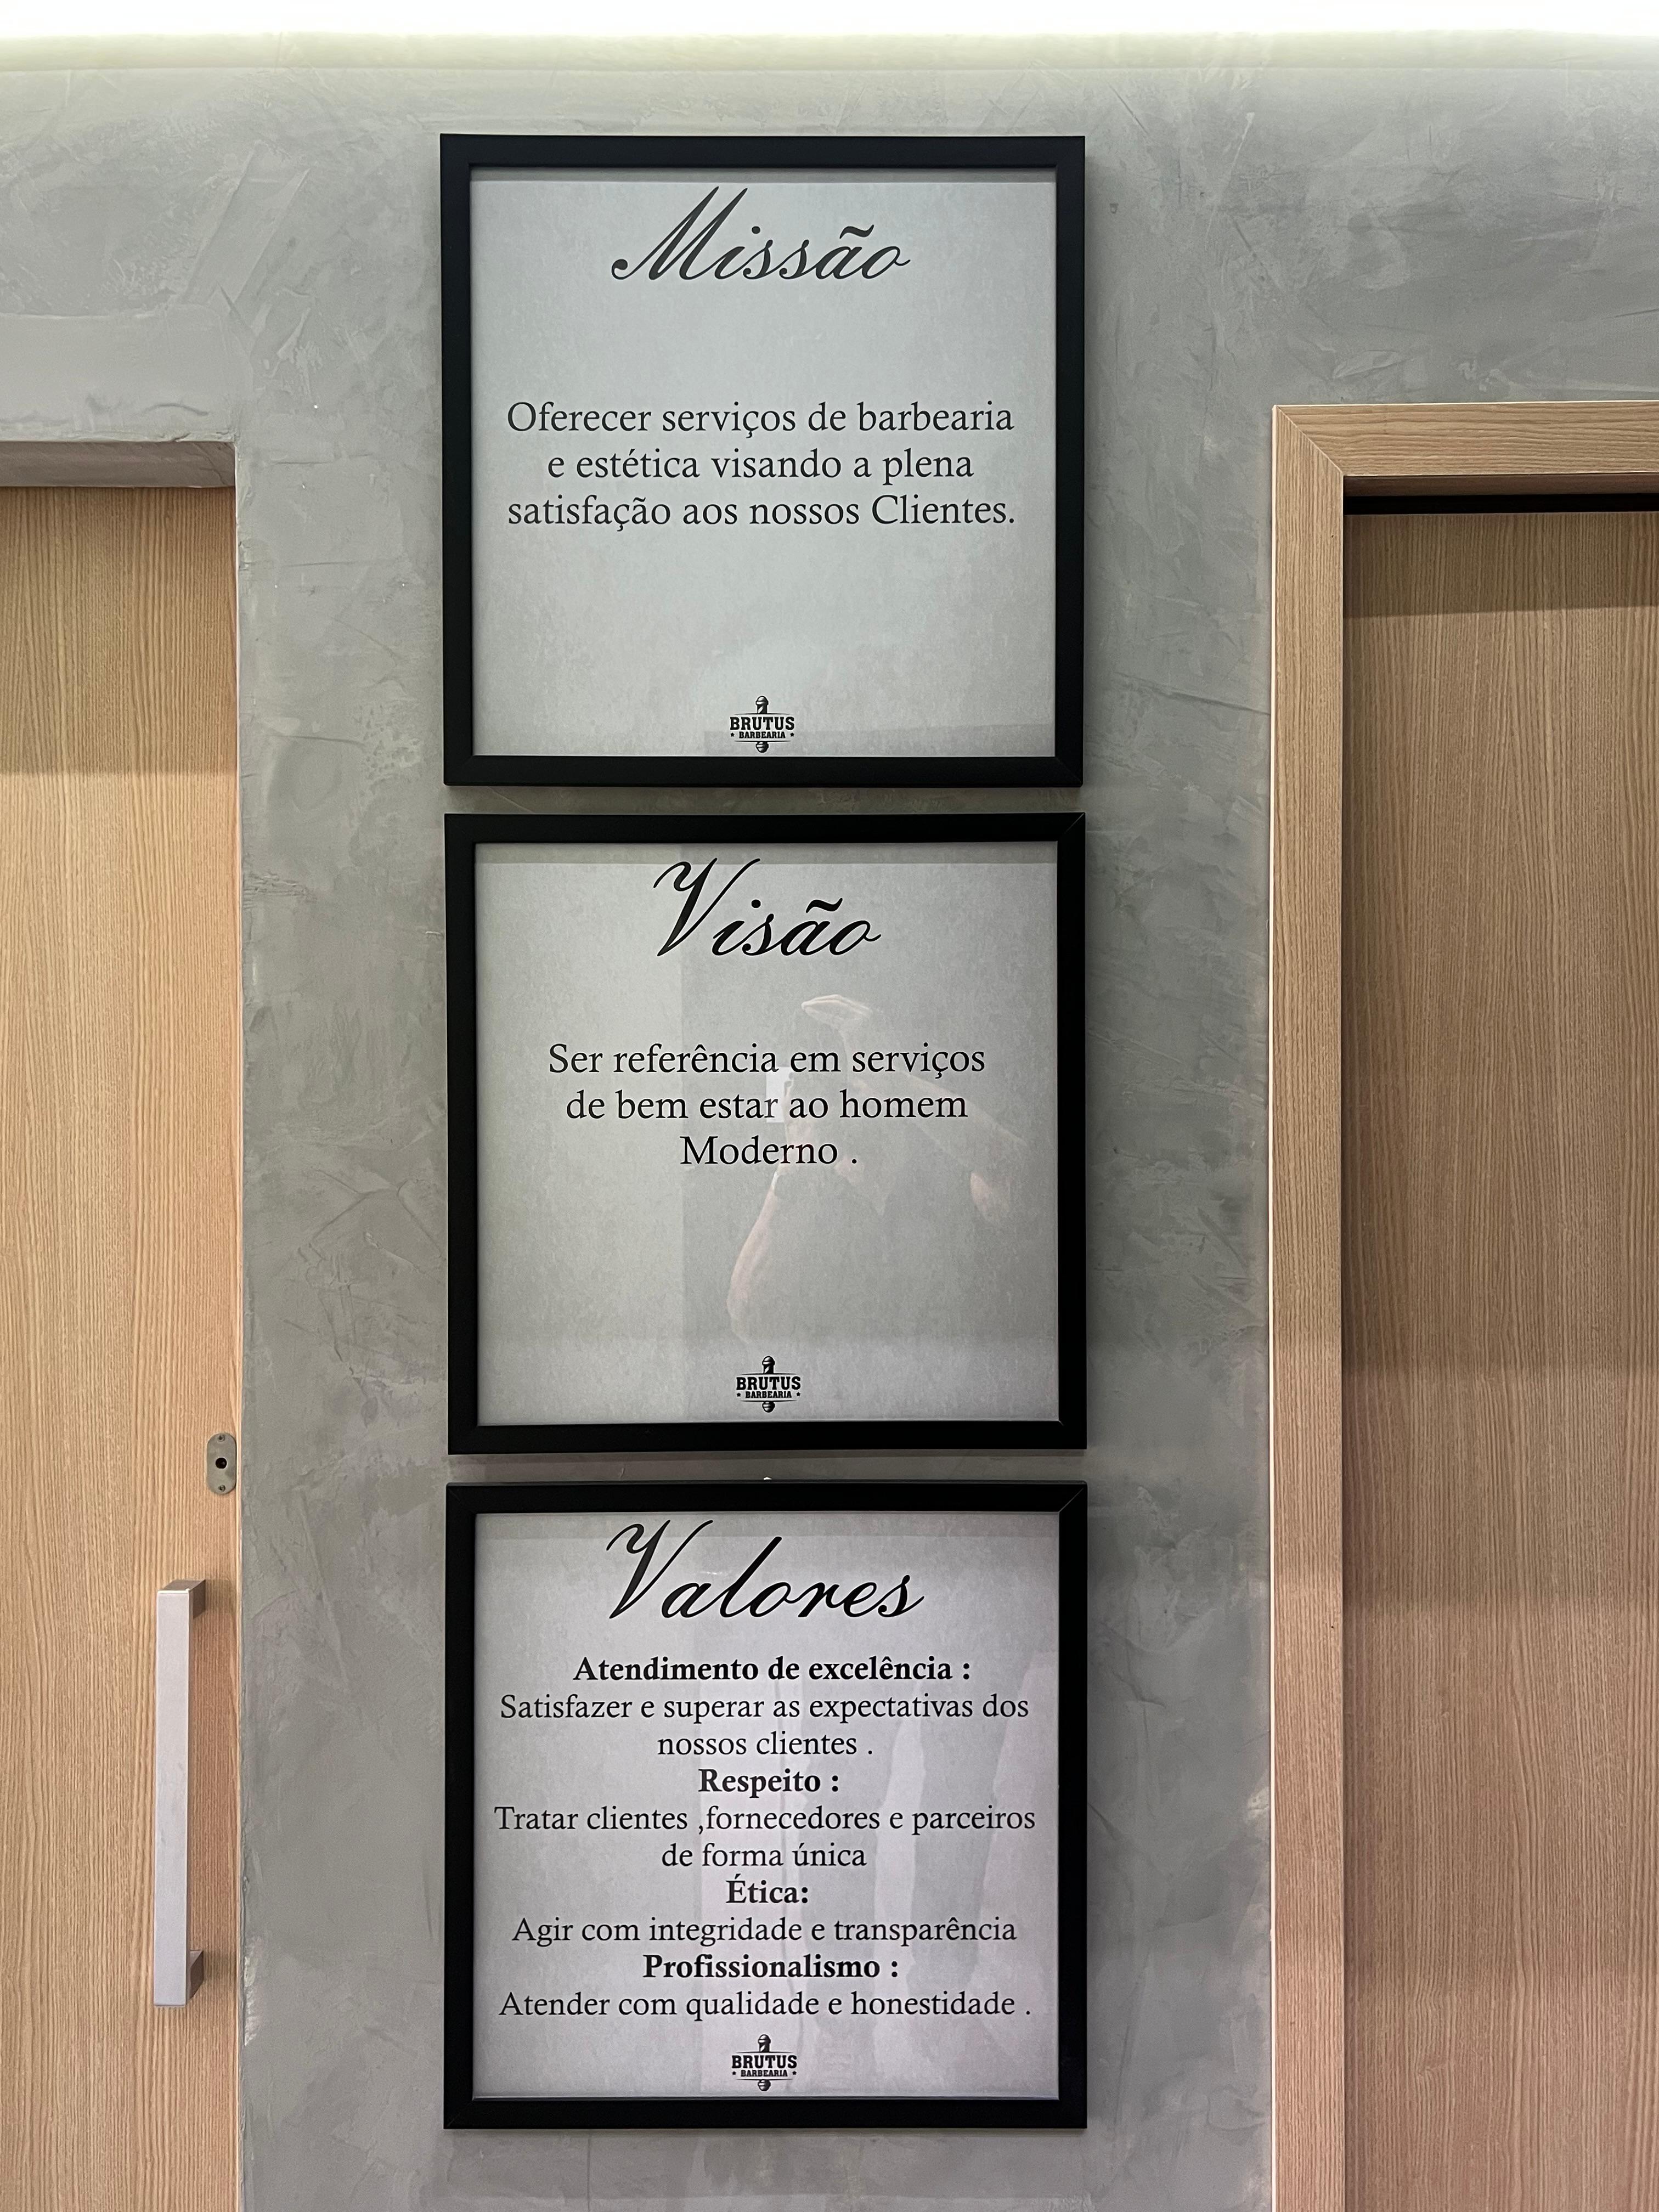 Missão
Oferecer serviços de barbearia
e estética visando a plena
satisfação aos nossos Clientes.
BRUTUS
BARBEARIA
Visão
Ser referência em serviços
de bem estar ao homem
Moderno .
BRUTUS
BARBEARIA
Valores
Atendimento de excelência :
Satisfazer e superar as expectativas dos
nossos clientes .
Respeito :
Tratar clientes ,fornecedores e parceiros
de forma única
Ética:
Agir com integridade e transparência
Profissionalismo :
Atender com qualidade e honestidade .
BRUTUS
BARBEARIA